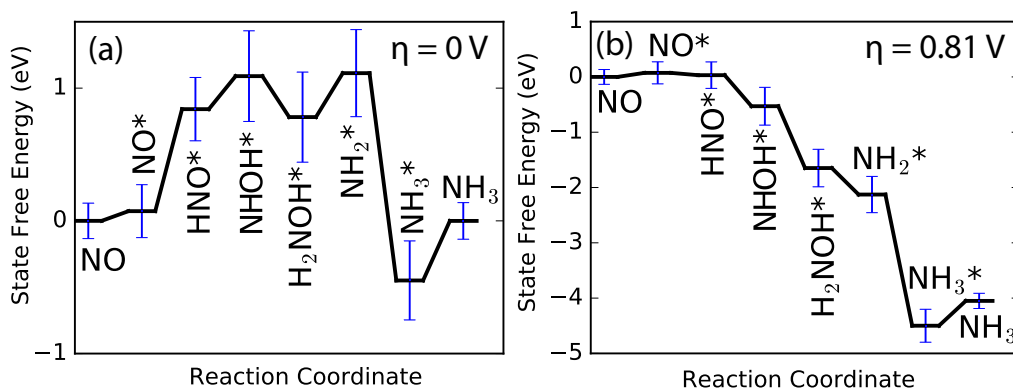 (a)
η = 0 V
State Free Energy (eV)
1
0
−1
NO
NO*
HNO*
NHOH*
H₂NOH*
NH₂*
NH₃*
NH₃
Reaction Coordinate
(b)
η = 0.81 V
State Free Energy (eV)
1
0
−1
−2
−3
−4
−5
NO
NO*
HNO*
NHOH*
H₂NOH*
NH₂*
NH₃*
NH₃
Reaction Coordinate